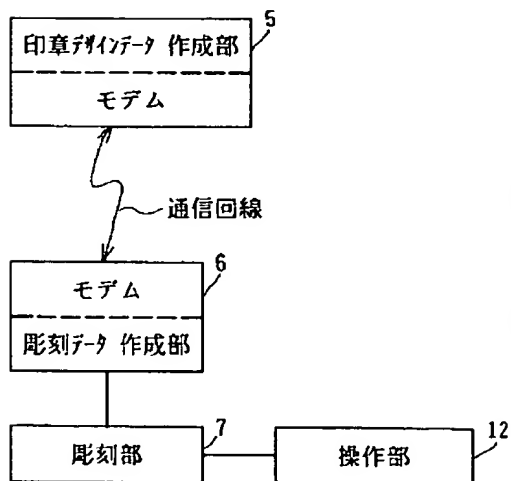 5
印章ﾃﾞｻﾞｲﾝﾃﾞｰﾀ 作成部
モデム
通信回線
6
モデム
彫刻ﾃﾞｰﾀ 作成部
7
彫刻部
12
操作部